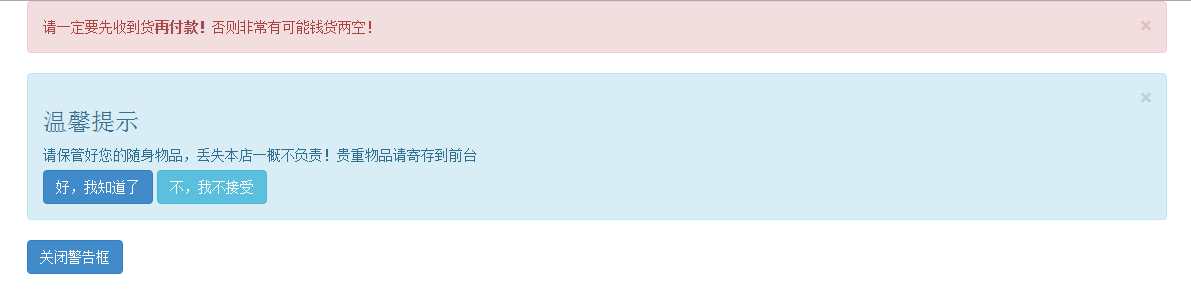 请一定要先收到货再付款！否则非常有可能钱货两空！
×
×
温馨提示
请保管好您的随身物品，丢失本店一概不负责！贵重物品请寄存到前台
好，我知道了 不，我不接受
关闭警告框